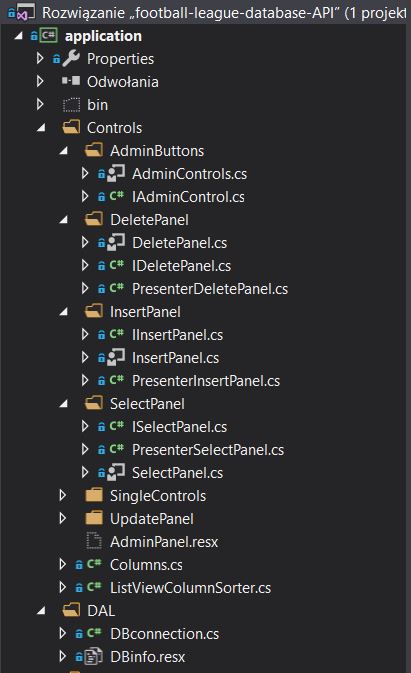 Rozwiązanie „football-league-database-API” (1 projekt
C# application
Properties
Odwołania
bin
Controls
AdminButtons
AdminControls.cs
C# IAdminControl.cs
DeletePanel
DeletePanel.cs
C# IDeletePanel.cs
C# PresenterDeletePanel.cs
InsertPanel
C# IInsertPanel.cs
InsertPanel.cs
C# PresenterInsertPanel.cs
SelectPanel
C# ISelectPanel.cs
C# PresenterSelectPanel.cs
SelectPanel.cs
SingleControls
UpdatePanel
AdminPanel.resx
C# Columns.cs
C# ListViewColumnSorter.cs
DAL
C# DBconnection.cs
DBinfo.resx